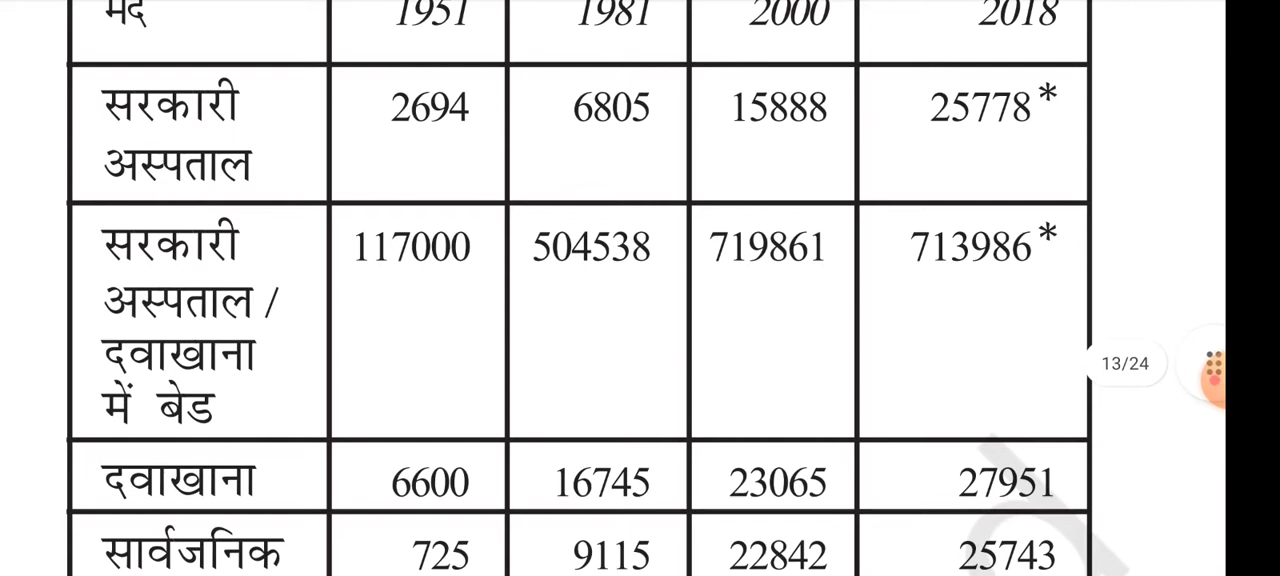 मद 1951 1981 2000 2018
सरकारी 2694 6805 15888 25778*
अस्पताल
सरकारी 117000 504538 719861 713986*
अस्पताल /
दवाखाना
13/24
में बेड
दवाखाना 6600 16745 23065 27951
सार्वजनिक 725 9115 22842 25743